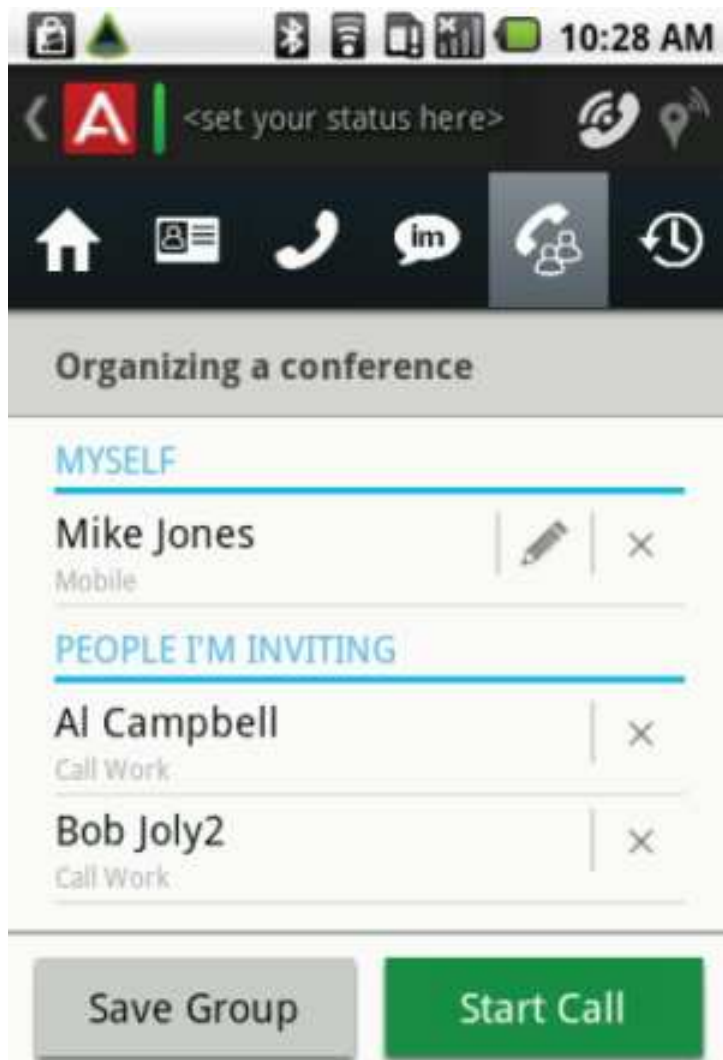 10:28 AM
<set your status here>
im
Organizing a conference
MYSELF
Mike Jones
Mobile
PEOPLE I'M INVITING
Al Campbell
Call Work
Bob Joly2
Call Work
Save Group
Start Call